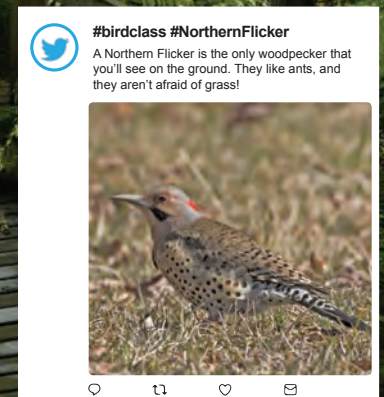 #birdclass #NorthernFlicker
A Northern Flicker is the only woodpecker that
you'll see on the ground. They like ants, and
they aren't afraid of grass!